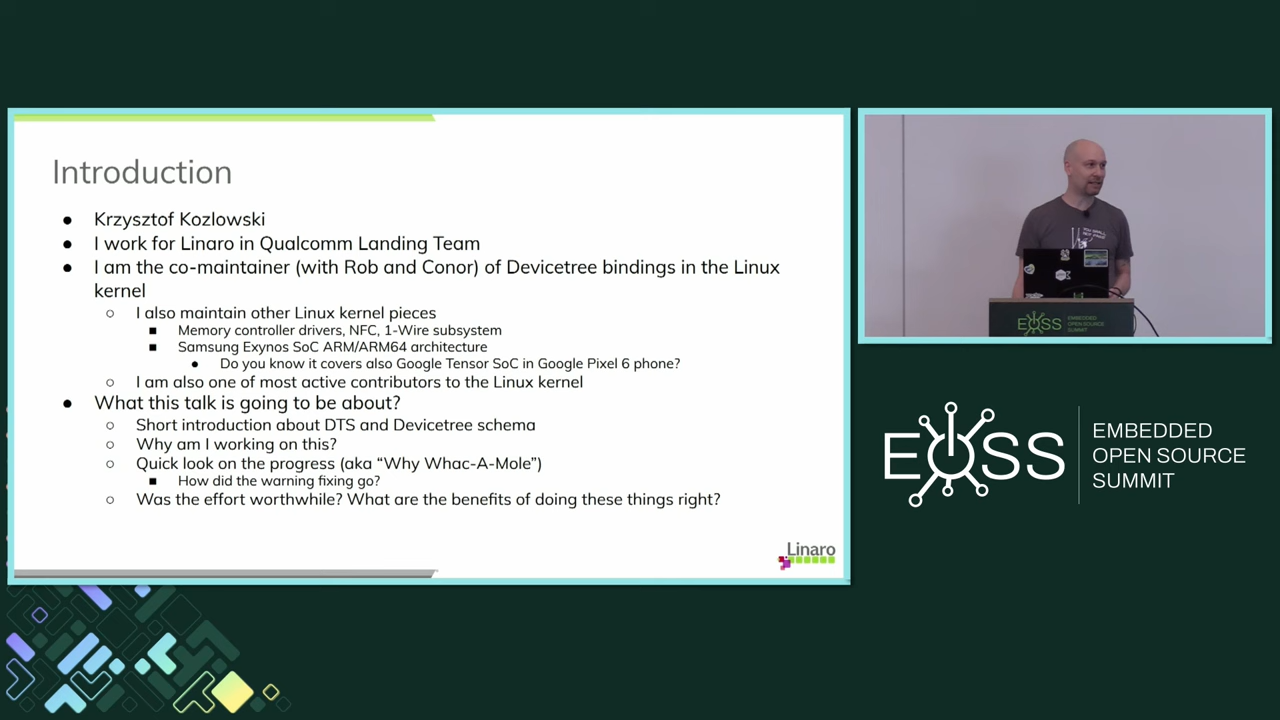 Introduction
Krzysztof Kozlowski
I work for Linaro in Qualcomm Landing Team
I am the co-maintainer (with Rob and Conor) of Devicetree bindings in the Linux
kernel
I also maintain other Linux kernel pieces
Memory controller drivers, NFC, 1-Wire subsystem
Samsung Exynos SoC ARM/ARM64 architecture
Do you know it covers also Google Tensor SoC in Google Pixel 6 phone?
I am also one of most active contributors to the Linux kernel
What this talk is going to be about?
Short introduction about DTS and Devicetree schema
Why am I working on this?
Quick look on the progress (aka “Why Whac-A-Mole”)
How did the warning fixing go?
Was the effort worthwhile? What are the benefits of doing these things right?
Linaro
EOSS
EMBEDDED
OPEN SOURCE
SUMMIT
EOSS
EMBEDDED
OPEN SOURCE
SUMMIT